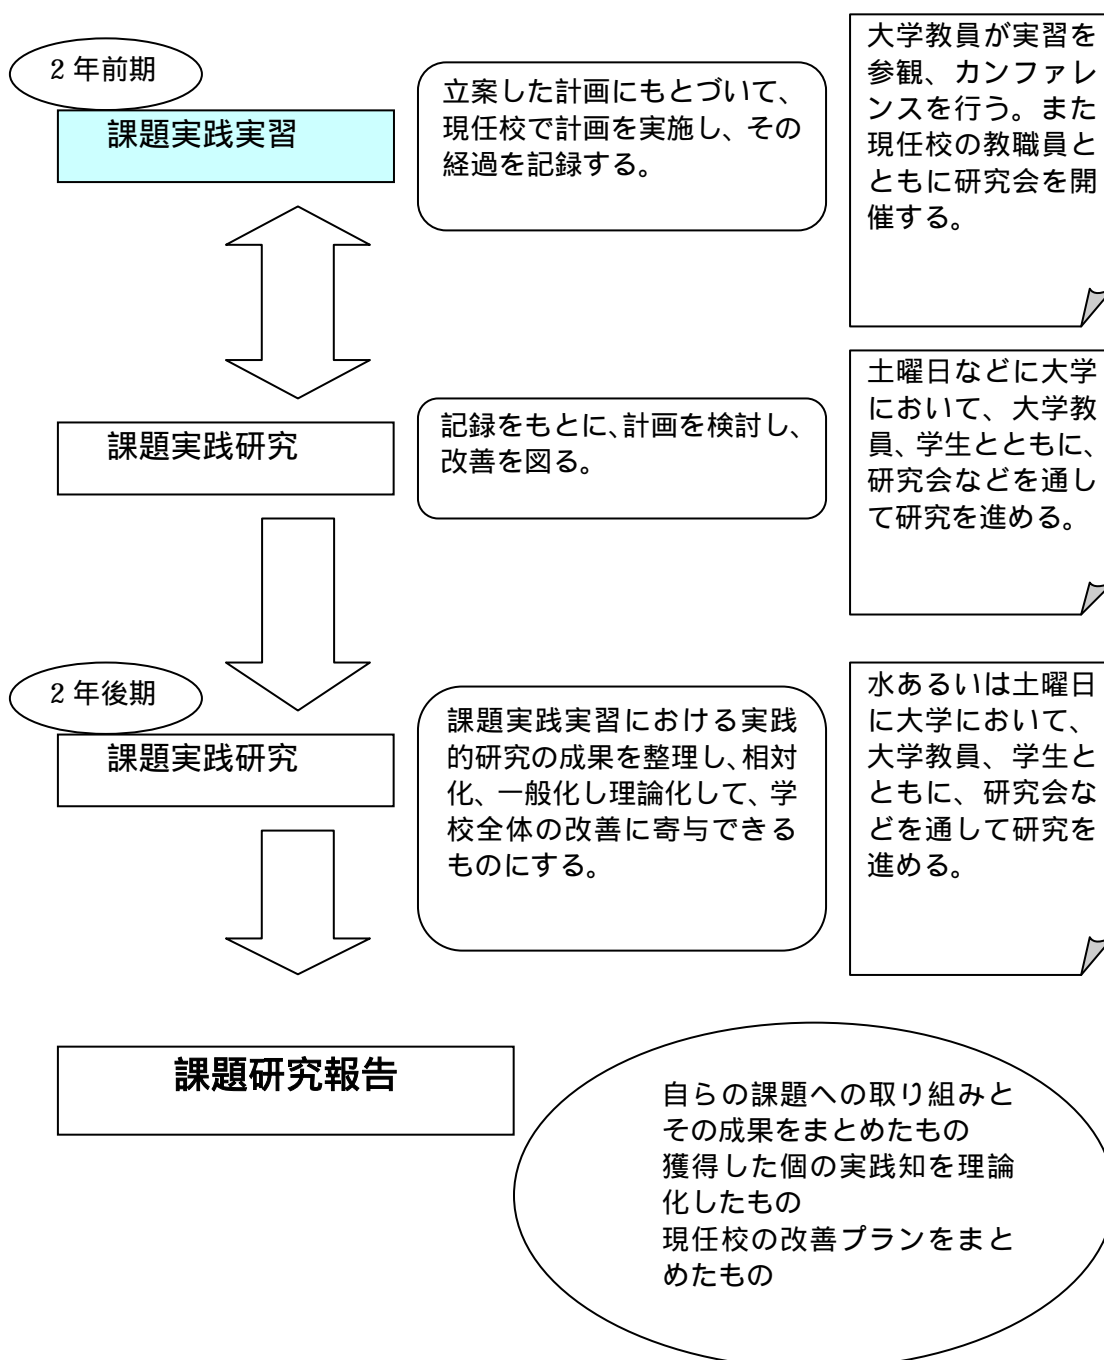 2 年前期
課題実践実習
立案した計画にもとづいて、
現任校で計画を実施し、その
経過を記録する。
大学教員が実習を
参観、カンファレ
ンスを行う。また
現任校の教職員と
ともに研究会を開
催する。
課題実践研究
記録をもとに、計画を検討し、
改善を図る。
土曜日などに大学
において、大学教
員、学生とともに、
研究会などを通し
て研究を進める。
2 年後期
課題実践研究
課題実践実習における実践
的研究の成果を整理し、相対
化、一般化し理論化して、学
校全体の改善に寄与できる
ものにする。
水あるいは土曜日
に大学において、
大学教員、学生と
ともに、研究会な
どを通して研究を
進める。
課題研究報告
自らの課題への取り組みと
その成果をまとめたもの
獲得した個の実践知を理論
化したもの
現任校の改善プランをまと
めたもの